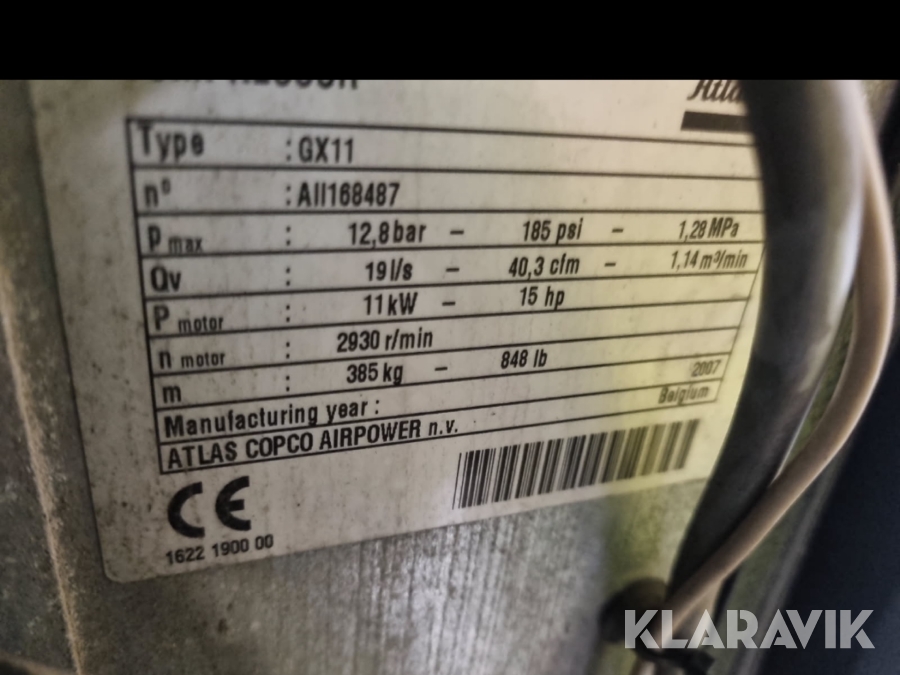 Type : GX11
nº : AII168487
P max : 12,8 bar – 185 psi – 1,28 MPa
Qv : 19 l/s – 40,3 cfm – 1,14 m³/min
P motor : 11 kW – 15 hp
n motor : 2930 r/min
m : 385 kg – 848 lb
Manufacturing year : 2007
ATLAS COPCO AIRPOWER n.v. Belgium
CE
1622 1900 00
KLARAVIK